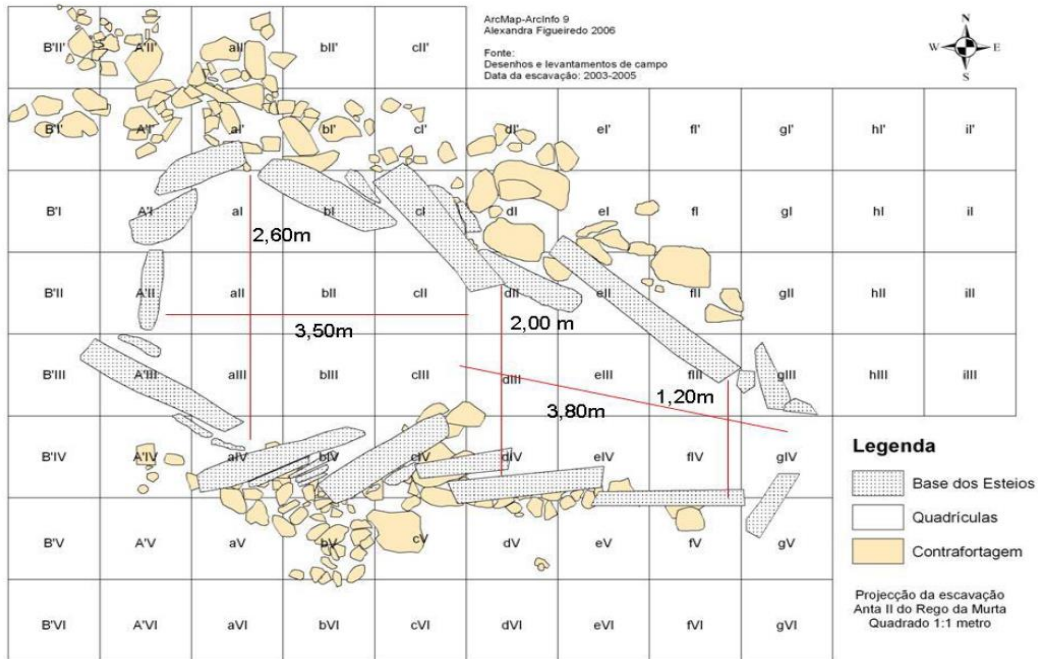 ArcMap-ArcInfo 9
Alexandra Figueiredo 2006
Fonte:
Desenhos e levantamentos de campo
Data da escavação: 2003-2005
N
W E
S
B'II' A'II' aII' bII' cII'
B'I' A'I' aI' bI' cI' dI' eI' fI' gI' hI' iI'
B'I A'I aI bI cI dI eI fI gI hI iI
2,60m
B'II A'II aII bII cII dII eII fII gII hII iII
3,50m 2,00 m
B'III A'III aIII bIII cIII dIII eIII fIII gIII hIII iIII
3,80m 1,20m
B'IV A'IV aIV bIV cIV dIV eIV fIV gIV
B'V A'V aV bV cV dV eV fV gV
B'VI A'VI aVI bVI cVI dVI eVI fVI gVI
Legenda
Base dos Esteios
Quadrículas
Contrafortagem
Projecção da escavação
Anta II do Rego da Murta
Quadrado 1:1 metro